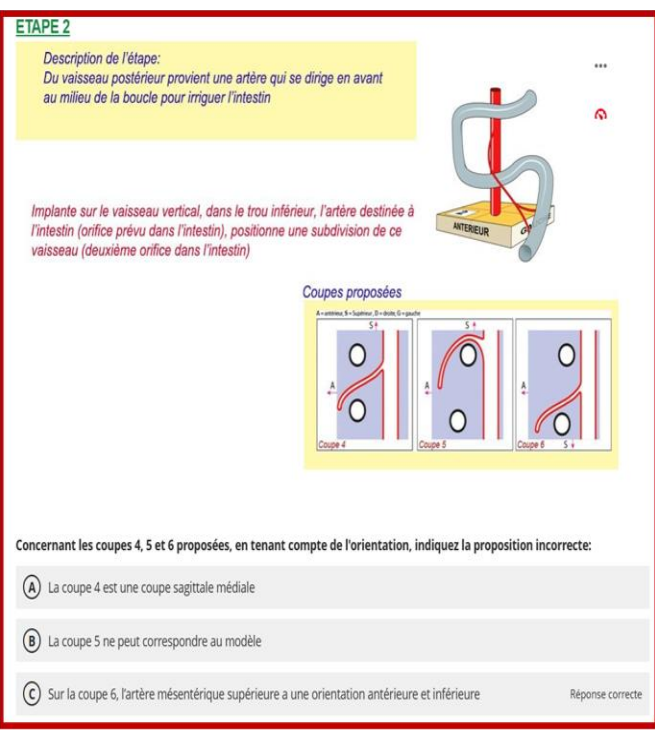 ETAPE 2
Description de l'étape:
Du vaisseau postérieur provient une artère qui se dirige en avant
au milieu de la boucle pour irriguer l'intestin
ANTERIEUR
Implante sur le vaisseau vertical, dans le trou inférieur, l'artère destinée à
l'intestin (orifice prévu dans l'intestin), positionne une subdivision de ce
vaisseau (deuxième orifice dans l'intestin)
Coupes proposées
A = antérieur, S = Supérieur, D = droite, G = gauche
S
A
Coupe 4
S
A
Coupe 5
A
Coupe 6
S
Concernant les coupes 4, 5 et 6 proposées, en tenant compte de l'orientation, indiquez la proposition incorrecte:
A La coupe 4 est une coupe sagittale médiale
B La coupe 5 ne peut correspondre au modèle
C Sur la coupe 6, l'artère mésentérique supérieure a une orientation antérieure et inférieure Réponse correcte